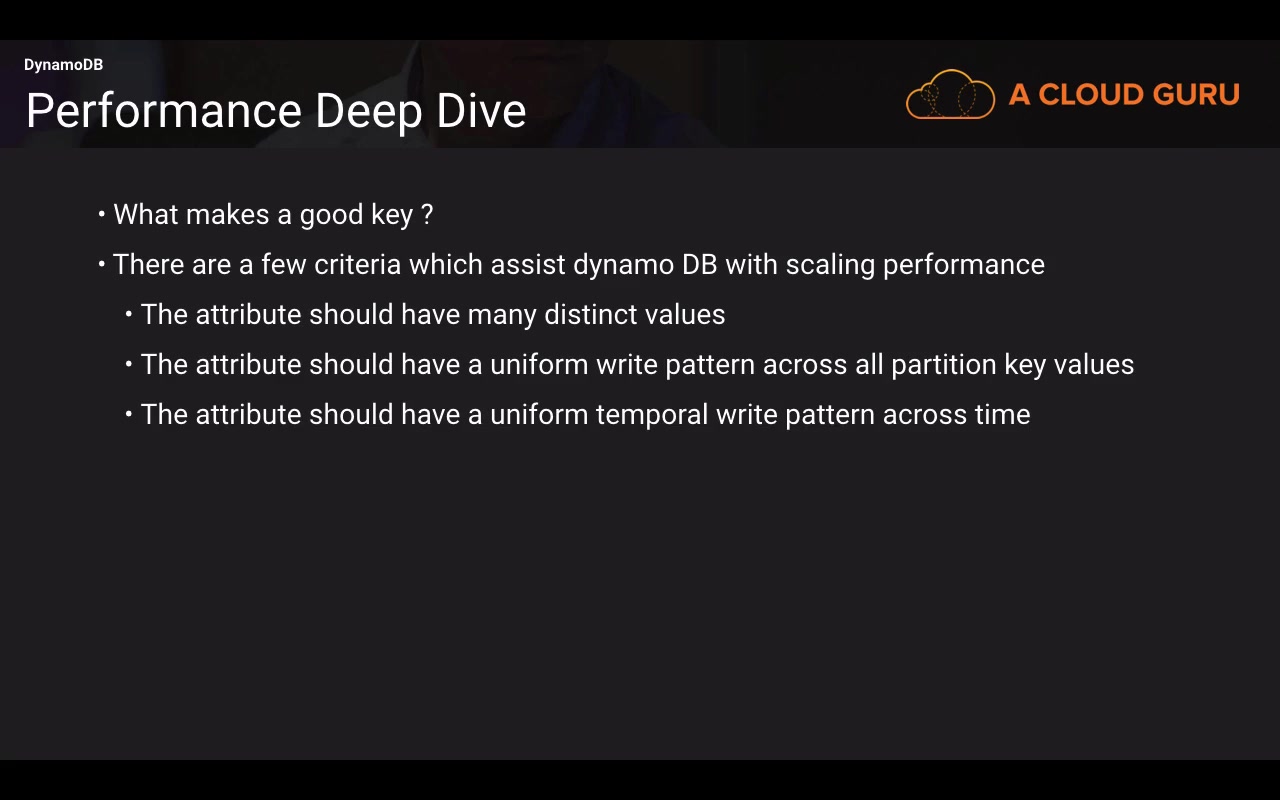 DynamoDB
Performance Deep Dive
A CLOUD GURU
• What makes a good key ?
• There are a few criteria which assist dynamo DB with scaling performance
• The attribute should have many distinct values
• The attribute should have a uniform write pattern across all partition key values
• The attribute should have a uniform temporal write pattern across time